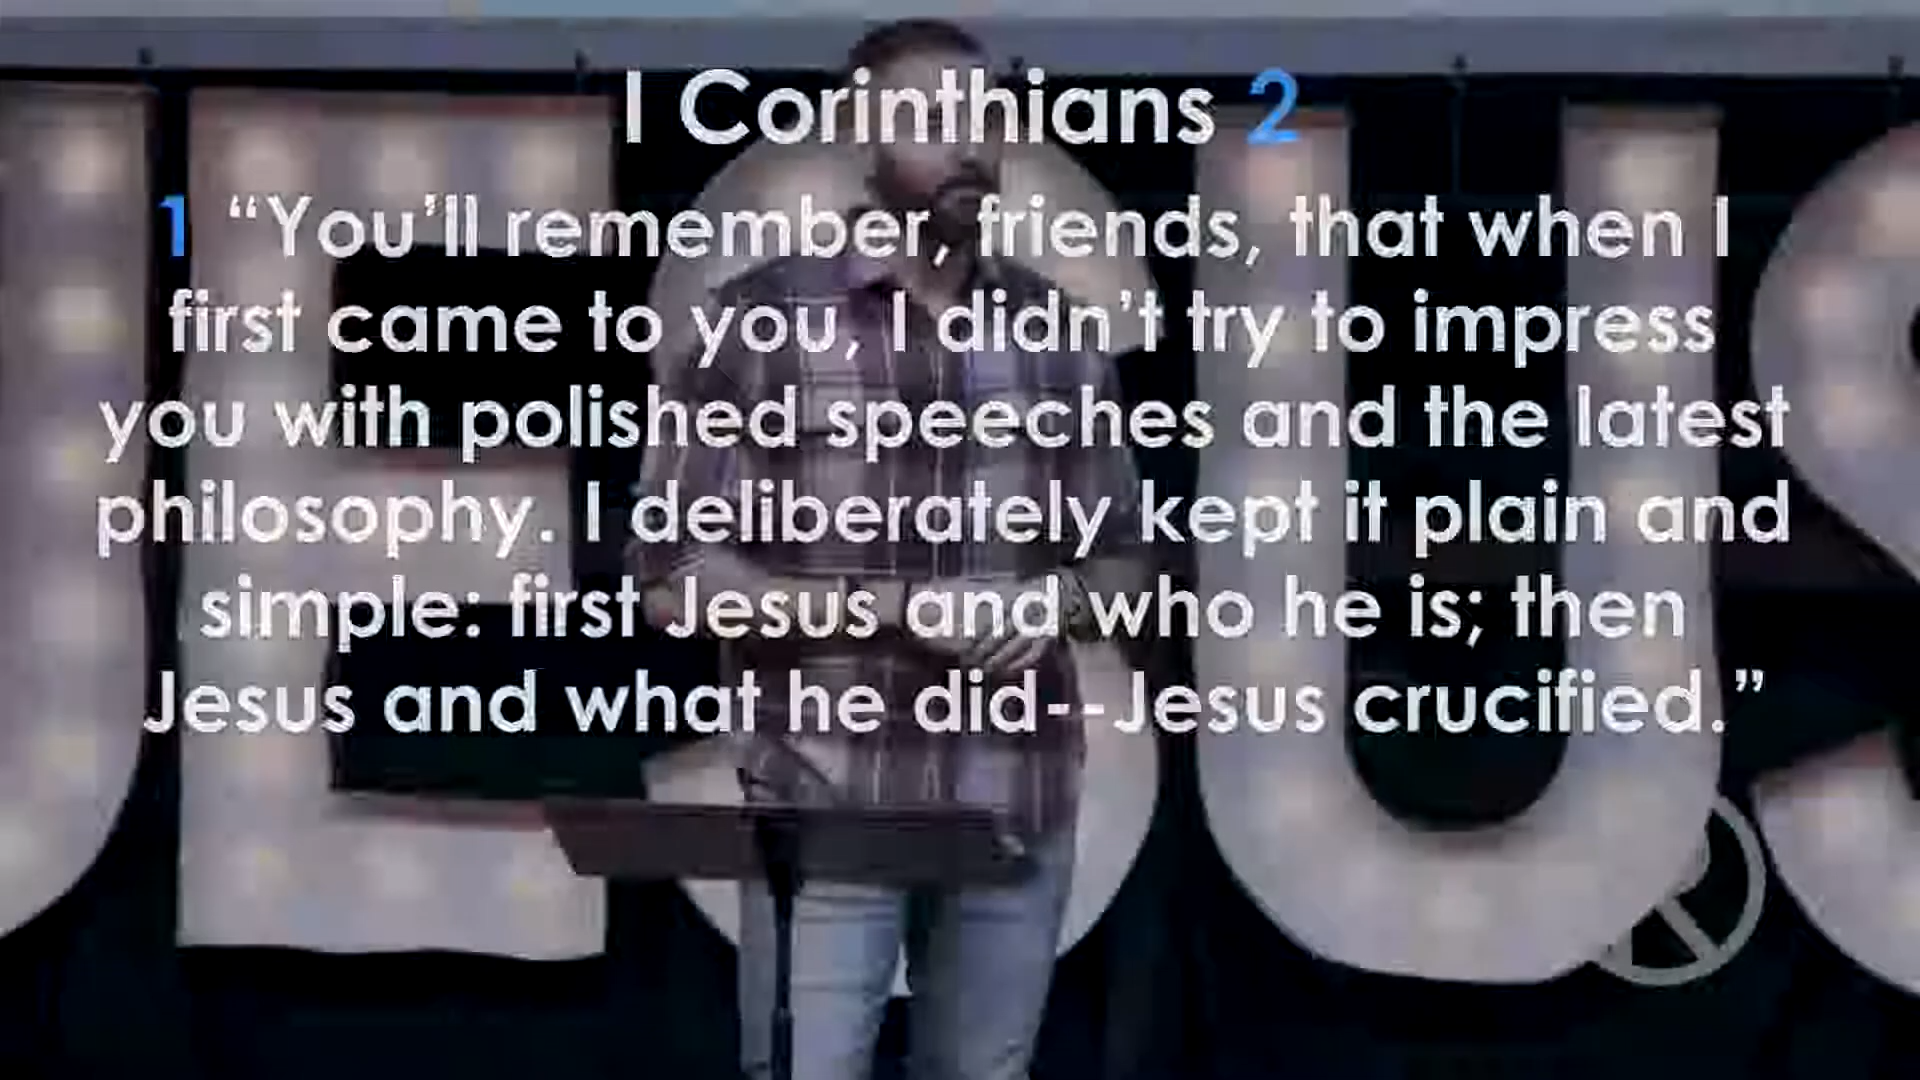 I Corinthians 2
1 “You’ll remember, friends, that when I
first came to you, I didn’t try to impress
you with polished speeches and the latest
philosophy. I deliberately kept it plain and
simple: first Jesus and who he is; then
Jesus and what he did--Jesus crucified.”
JESUS